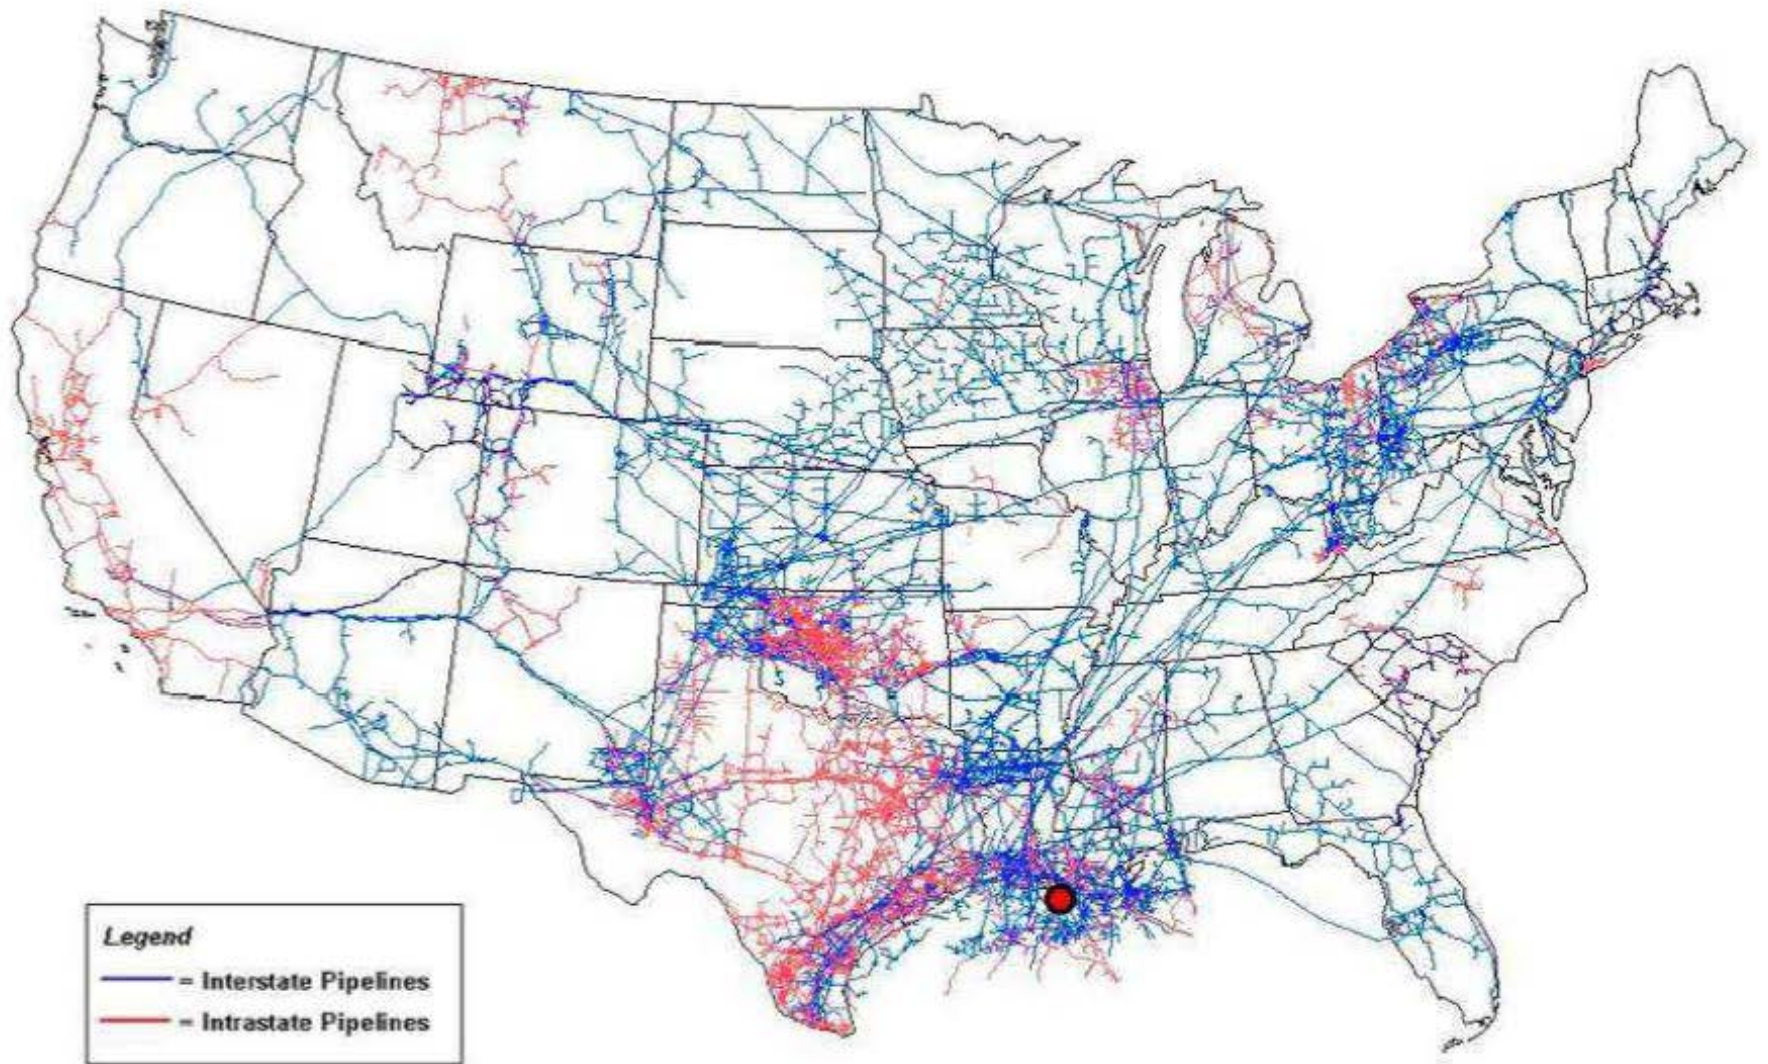 Legend
= Interstate Pipelines
= Intrastate Pipelines